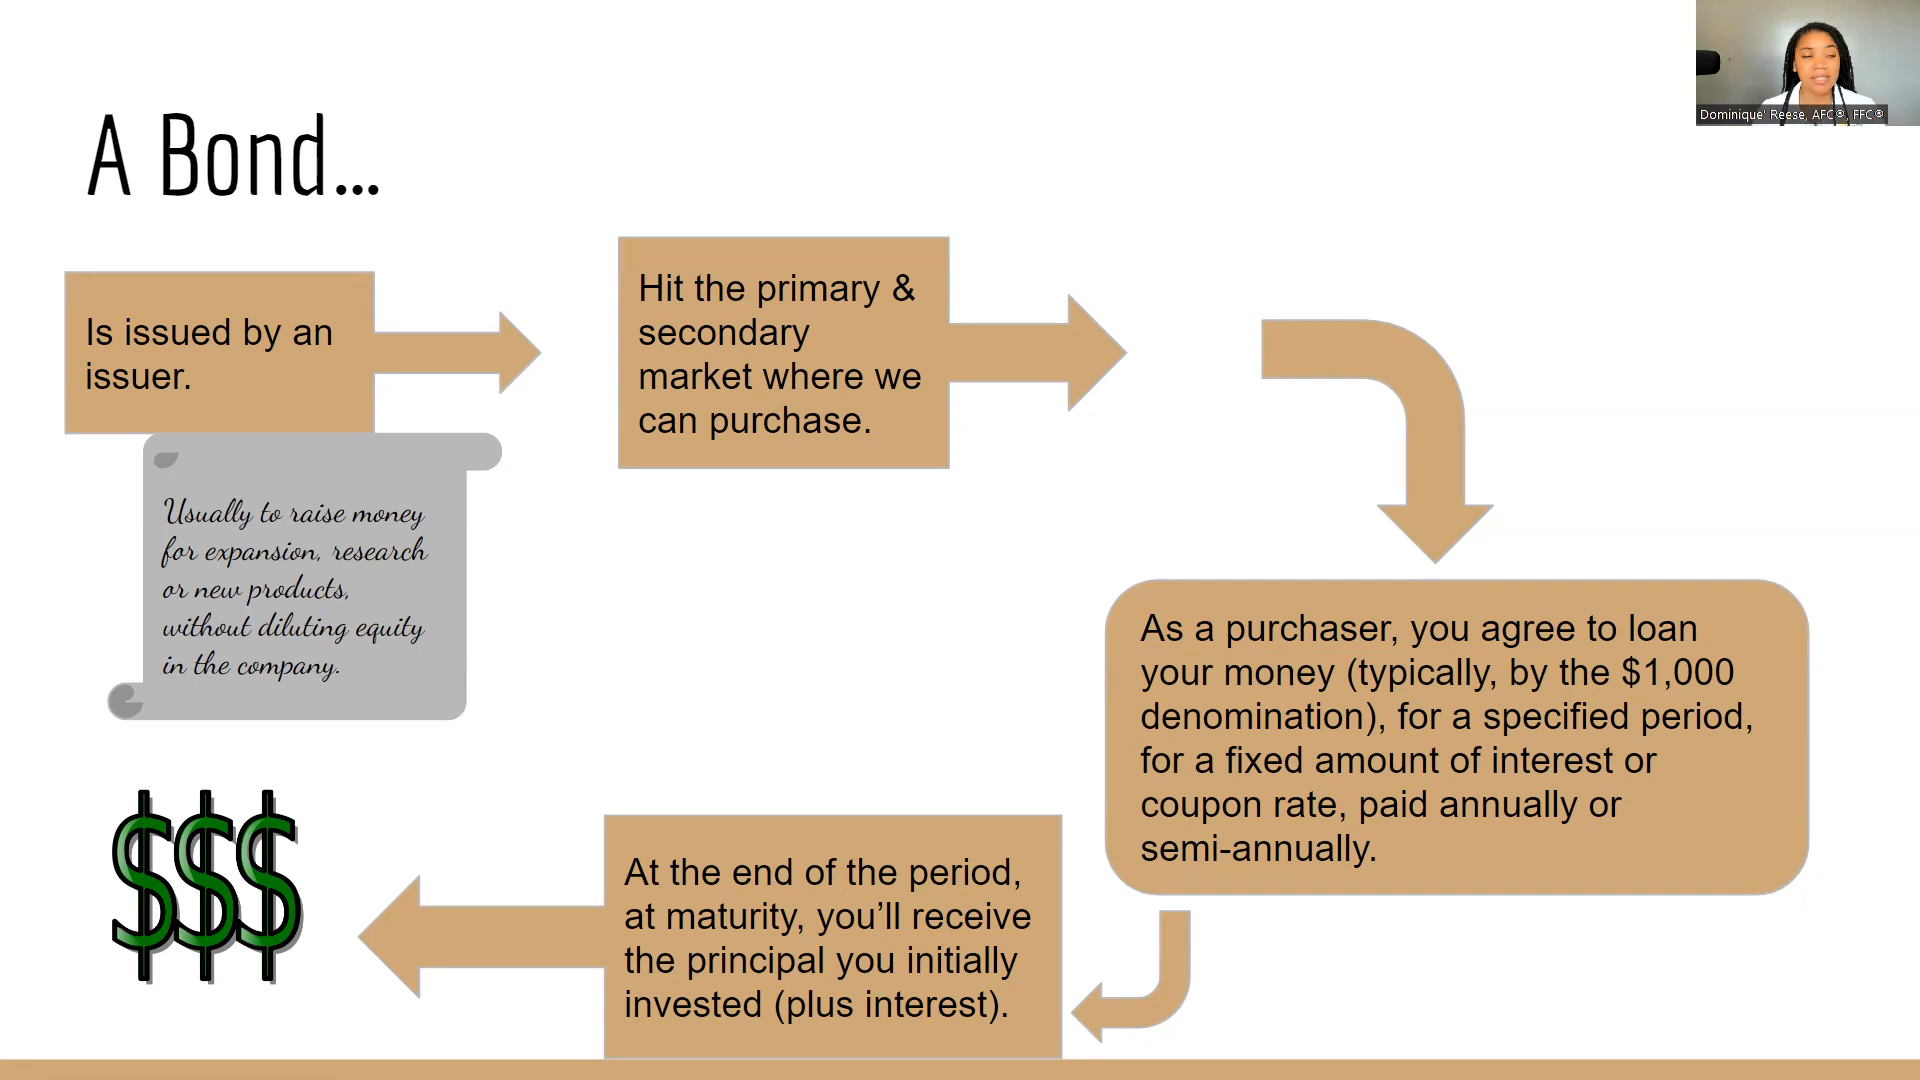 Dominique' Reese, AFC®, FFC®
A Bond...
Is issued by an
issuer.
Usually to raise money
for expansion, research
or new products,
without diluting equity
in the company.
Hit the primary &
secondary
market where we
can purchase.
As a purchaser, you agree to loan
your money (typically, by the $1,000
denomination), for a specified period,
for a fixed amount of interest or
coupon rate, paid annually or
semi-annually.
At the end of the period,
at maturity, you’ll receive
the principal you initially
invested (plus interest).
$$$